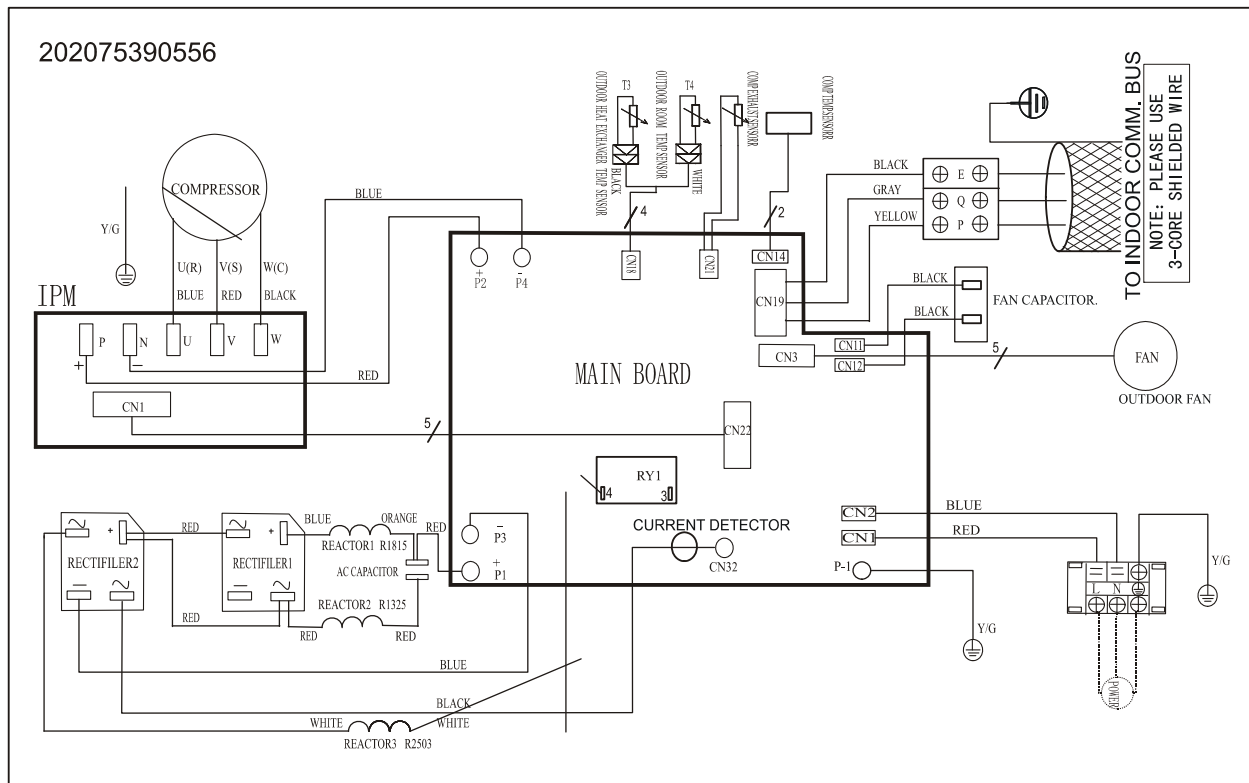 202075390556
OUTDOOR HEAT EXCHANGER TEMP SENSOR
T3
BLACK
OUTDOOR ROOM TEMP SENSOR
T4
WHITE
COMP EXHAUST SENSORR
COMP TEMP SENSORR
4
2
CN18
CN21
CN14
CN19
BLACK
GRAY
YELLOW
E
Q
P
TO INDOOR COMM. BUS
NOTE: PLEASE USE
3-CORE SHIELDED WIRE
COMPRESSOR
Y/G
U(R)
V(S)
W(C)
BLUE
RED
BLACK
BLUE
RED
IPM
P
N
U
V
W
+
-
CN1
5
+
P2
-
P4
MAIN BOARD
BLACK
BLACK
FAN CAPACITOR.
CN11
CN12
CN3
5
FAN
OUTDOOR FAN
CN22
RY1
4
3
CURRENT DETECTOR
CN32
CN2
CN1
P-1
BLUE
RED
Y/G
Y/G
L
N
POWER
-
P3
+
P1
RED
RED
BLUE
ORANGE
REACTOR1 R1815
AC CAPACITOR
REACTOR2 R1325
RED
RED
RED
+
RECTIFILER2
+
RECTIFILER1
BLUE
BLACK
WHITE
WHITE
REACTOR3 R2503